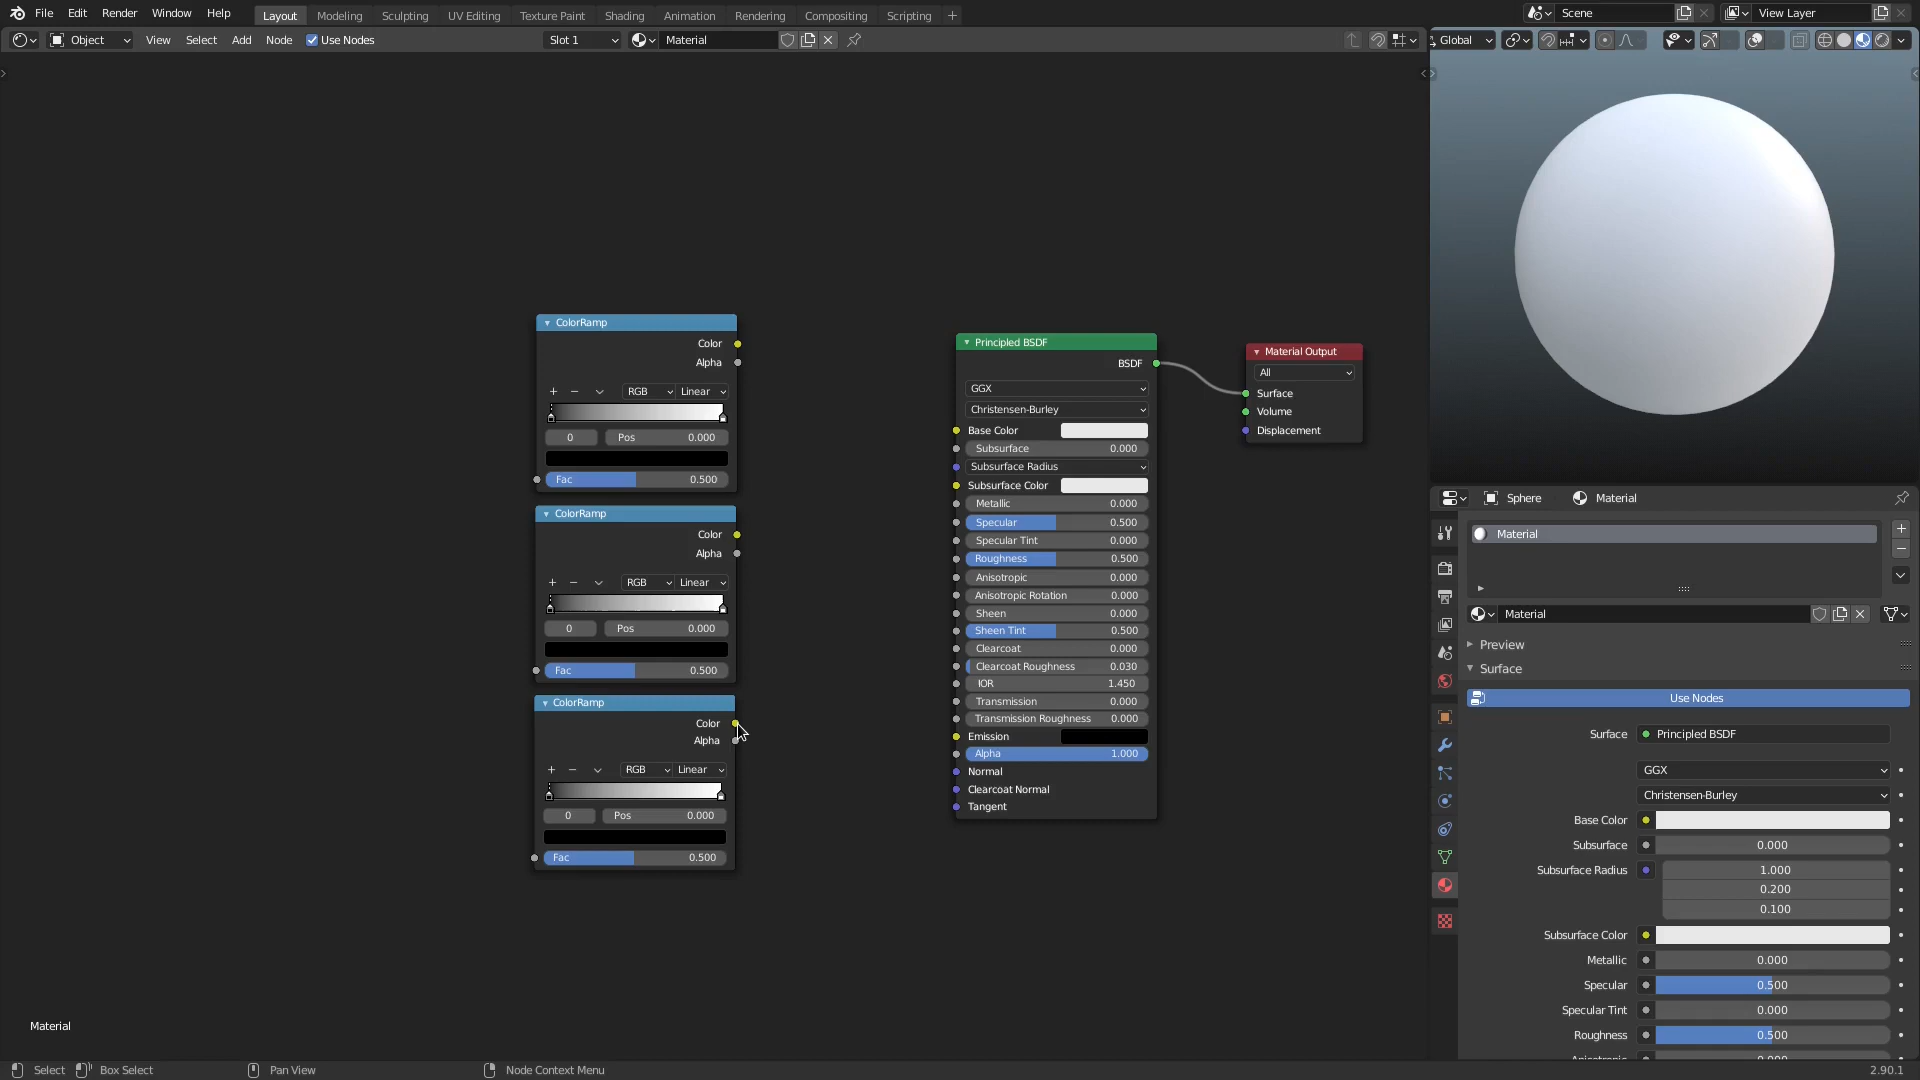 File Edit Render Window Help Layout Modeling Sculpting UV Editing Texture Paint Shading Animation Rendering Compositing Scripting + Scene View Layer
Object View Select Add Node Use Nodes Slot 1 Material Global
ColorRamp
Color
Alpha
+ − RGB Linear
0 Pos 0.000
Fac 0.500
ColorRamp
Color
Alpha
+ − RGB Linear
0 Pos 0.000
Fac 0.500
ColorRamp
Color
Alpha
+ − RGB Linear
0 Pos 0.000
Fac 0.500
Principled BSDF
BSDF
GGX
Christensen-Burley
Base Color
Subsurface 0.000
Subsurface Radius
Subsurface Color
Metallic 0.000
Specular 0.500
Specular Tint 0.000
Roughness 0.500
Anisotropic 0.000
Anisotropic Rotation 0.000
Sheen 0.000
Sheen Tint 0.500
Clearcoat 0.000
Clearcoat Roughness 0.030
IOR 1.450
Transmission 0.000
Transmission Roughness 0.000
Emission
Alpha 1.000
Normal
Clearcoat Normal
Tangent
Material Output
All
Surface
Volume
Displacement
Sphere Material
Material
Material
Preview
Surface
Use Nodes
Surface Principled BSDF
GGX
Christensen-Burley
Base Color
Subsurface 0.000
Subsurface Radius 1.000
0.200
0.100
Subsurface Color
Metallic 0.000
Specular 0.500
Specular Tint 0.000
Roughness 0.500
Material
Select Box Select Pan View Node Context Menu 2.90.1